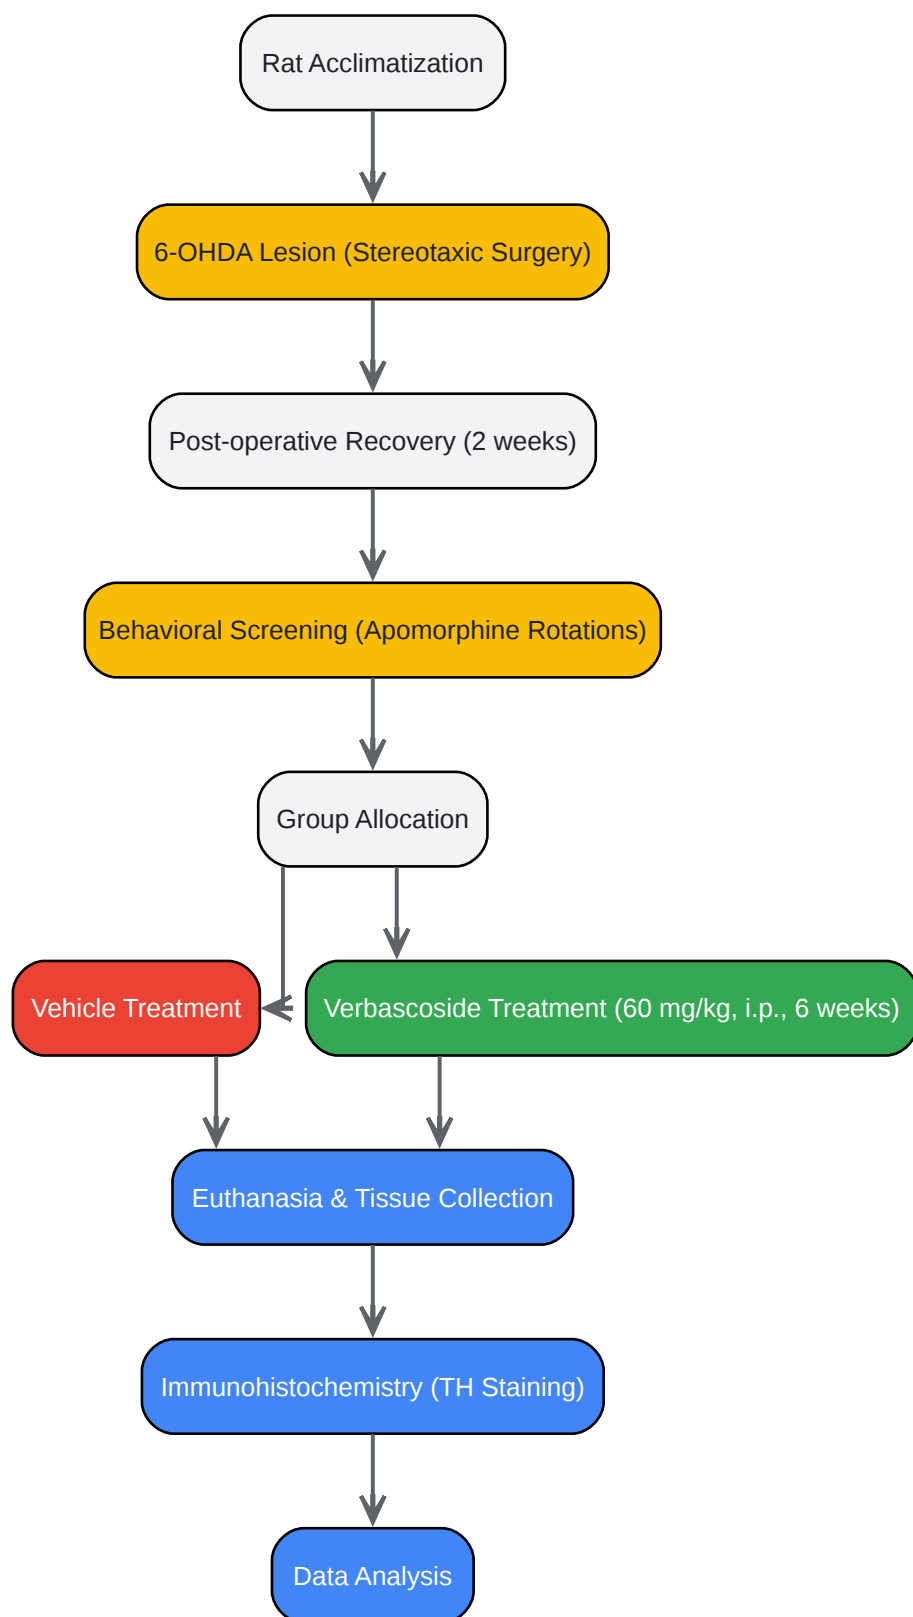 Rat Acclimatization
6-OHDA Lesion (Stereotaxic Surgery)
Post-operative Recovery (2 weeks)
Behavioral Screening (Apomorphine Rotations)
Group Allocation
Vehicle Treatment
Verbascoside Treatment (60 mg/kg, i.p., 6 weeks)
Euthanasia & Tissue Collection
Immunohistochemistry (TH Staining)
Data Analysis